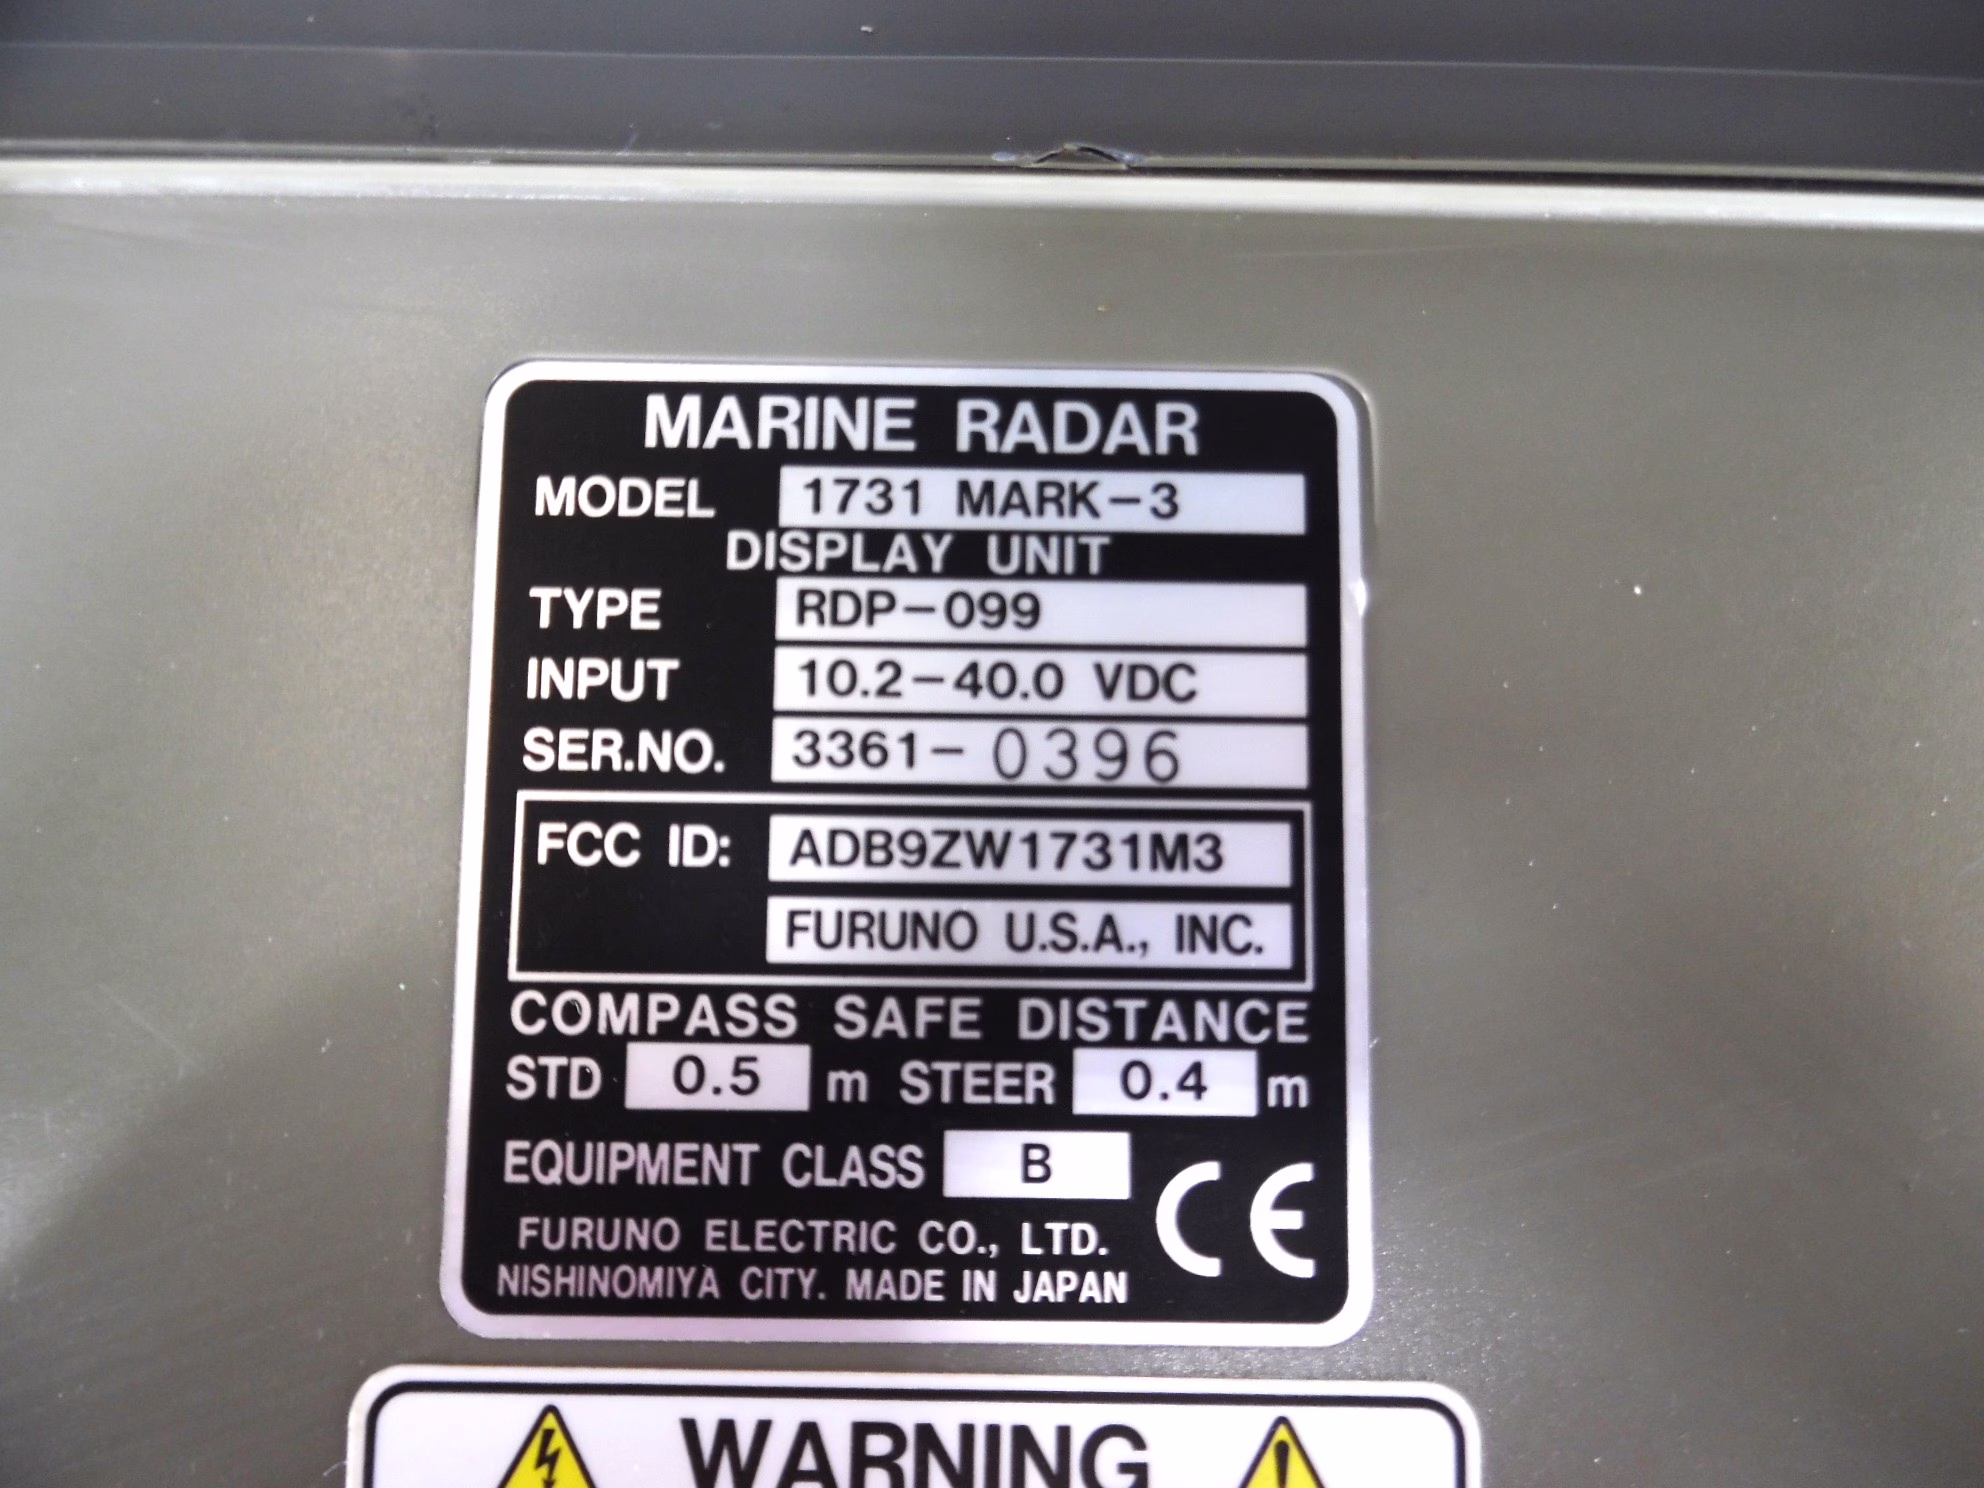 MARINE RADAR
MODEL 1731 MARK-3
DISPLAY UNIT
TYPE RDP-099
INPUT 10.2-40.0 VDC
SER.NO. 3361-0396
FCC ID: ADB9ZW1731M3
FURUNO U.S.A., INC.
COMPASS SAFE DISTANCE
STD 0.5 m STEER 0.4 m
EQUIPMENT CLASS B CE
FURUNO ELECTRIC CO., LTD.
NISHINOMIYA CITY. MADE IN JAPAN
WARNING